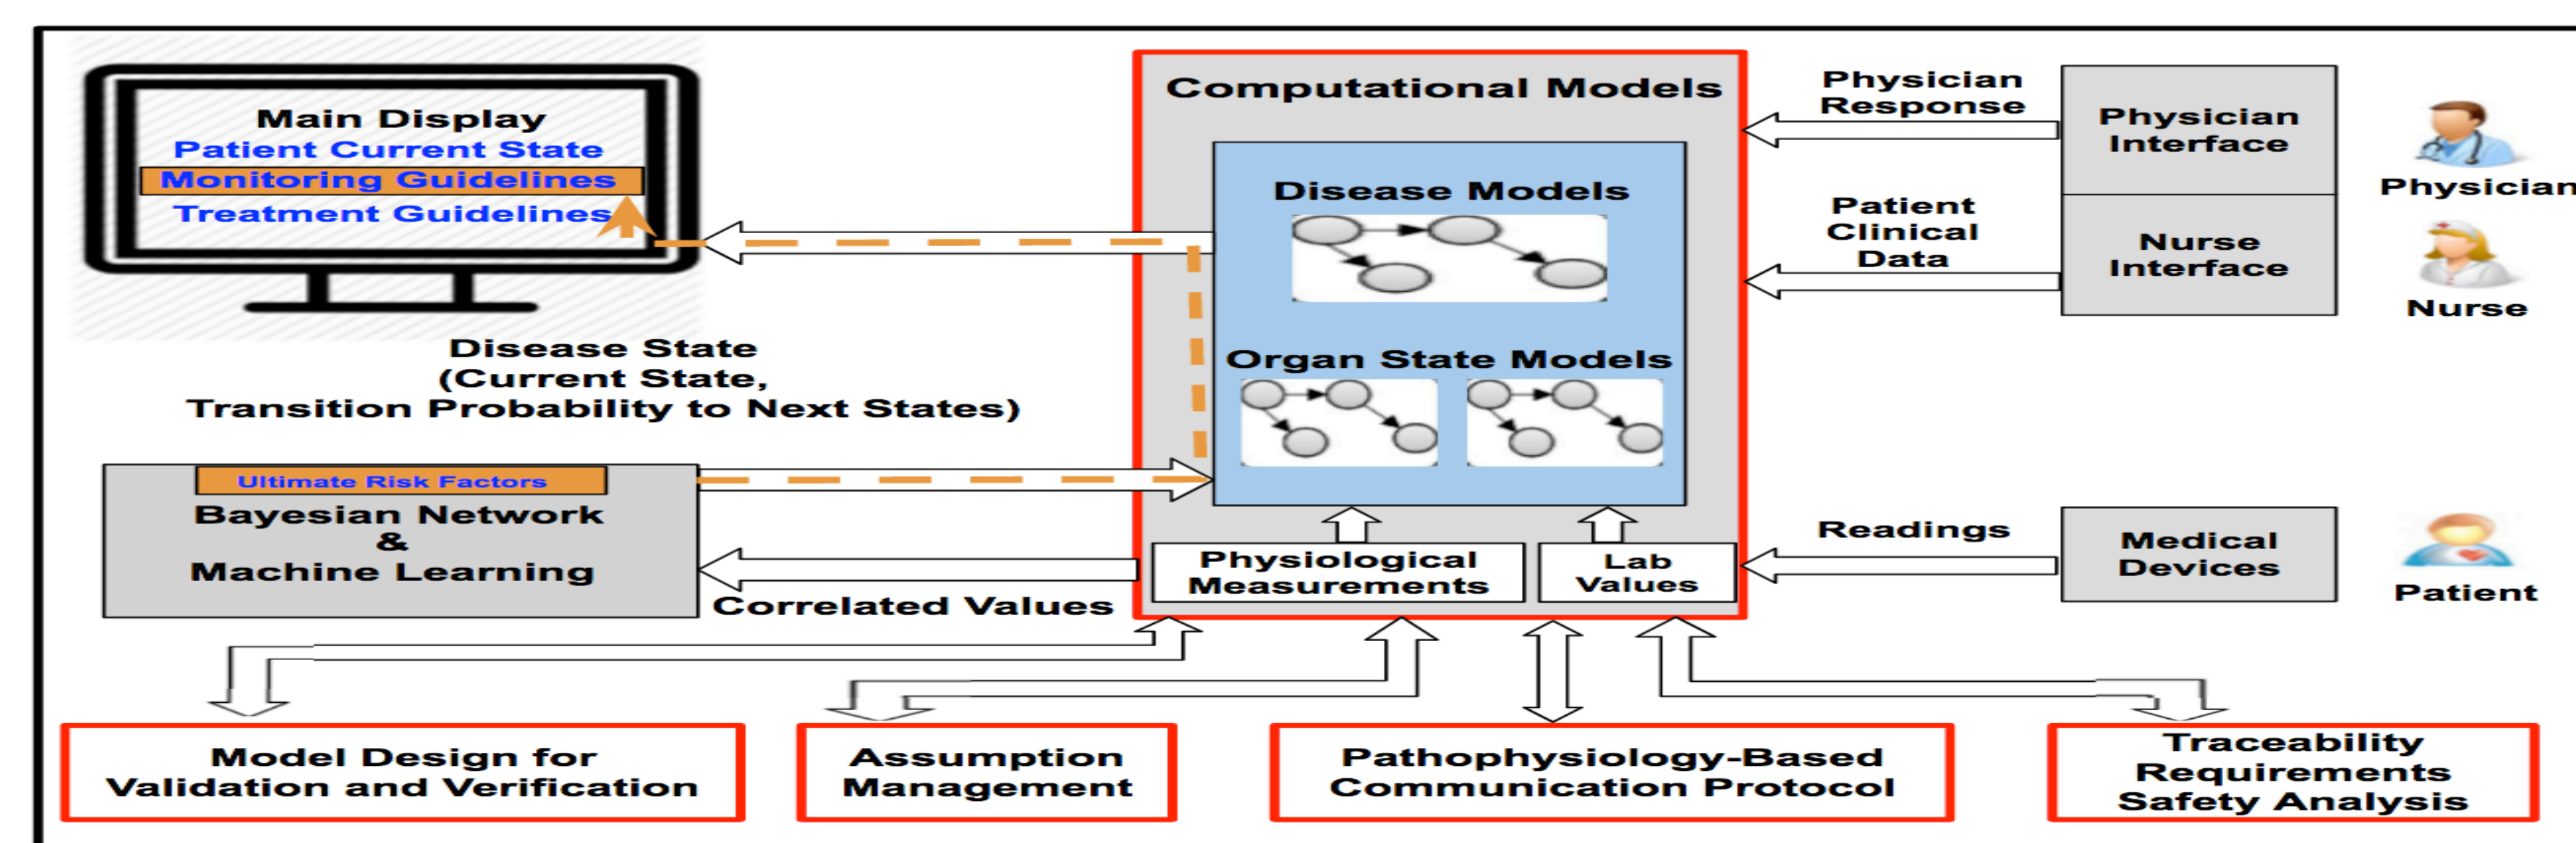 Main Display
Patient Current State
Monitoring Guidelines
Treatment Guidelines
Computational Models
Disease Models
Organ State Models
Physiological
Measurements
Lab
Values
Physician
Response
Patient
Clinical
Data
Readings
Physician
Interface
Nurse
Interface
Medical
Devices
Physician
Nurse
Patient
Disease State
(Current State,
Transition Probability to Next States)
Ultimate Risk Factors
Bayesian Network
&
Machine Learning
Correlated Values
Model Design for
Validation and Verification
Assumption
Management
Pathophysiology-Based
Communication Protocol
Traceability
Requirements
Safety Analysis